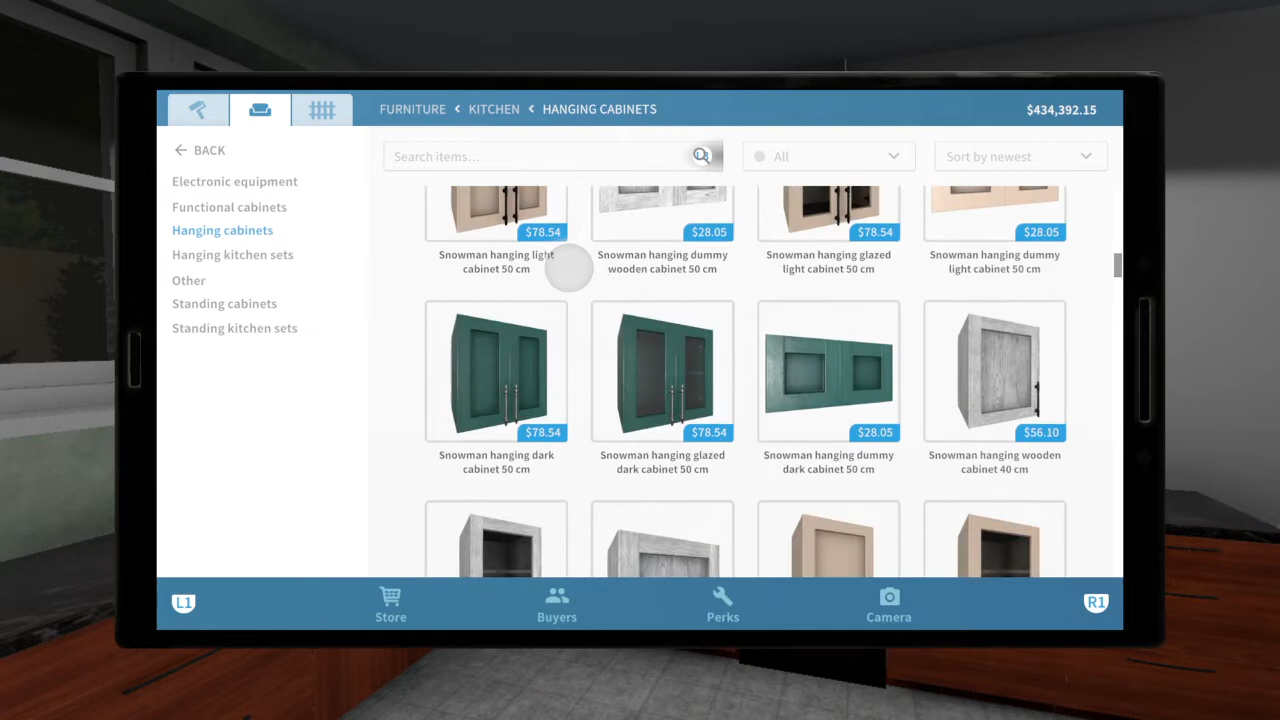 FURNITURE < KITCHEN < HANGING CABINETS
$434,392.15
BACK
Search items...
All
Sort by newest
Electronic equipment
Functional cabinets
Hanging cabinets
Hanging kitchen sets
Other
Standing cabinets
Standing kitchen sets
$78.54
$28.05
$78.54
$28.05
Snowman hanging light
cabinet 50 cm
Snowman hanging dummy
wooden cabinet 50 cm
Snowman hanging glazed
light cabinet 50 cm
Snowman hanging dummy
light cabinet 50 cm
$78.54
$78.54
$28.05
$56.10
Snowman hanging dark
cabinet 50 cm
Snowman hanging glazed
dark cabinet 50 cm
Snowman hanging dummy
dark cabinet 50 cm
Snowman hanging wooden
cabinet 40 cm
L1
Store
Buyers
Perks
Camera
R1